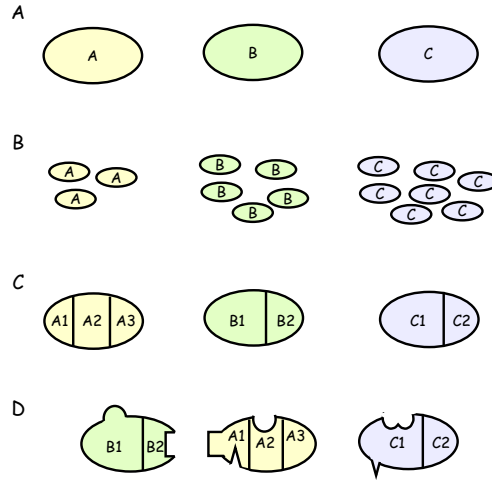 A
A B C
B
A A A B B B B B C C C C C C C
C
A1 A2 A3 B1 B2 C1 C2
D
B1 B2 A1 A2 A3 C1 C2